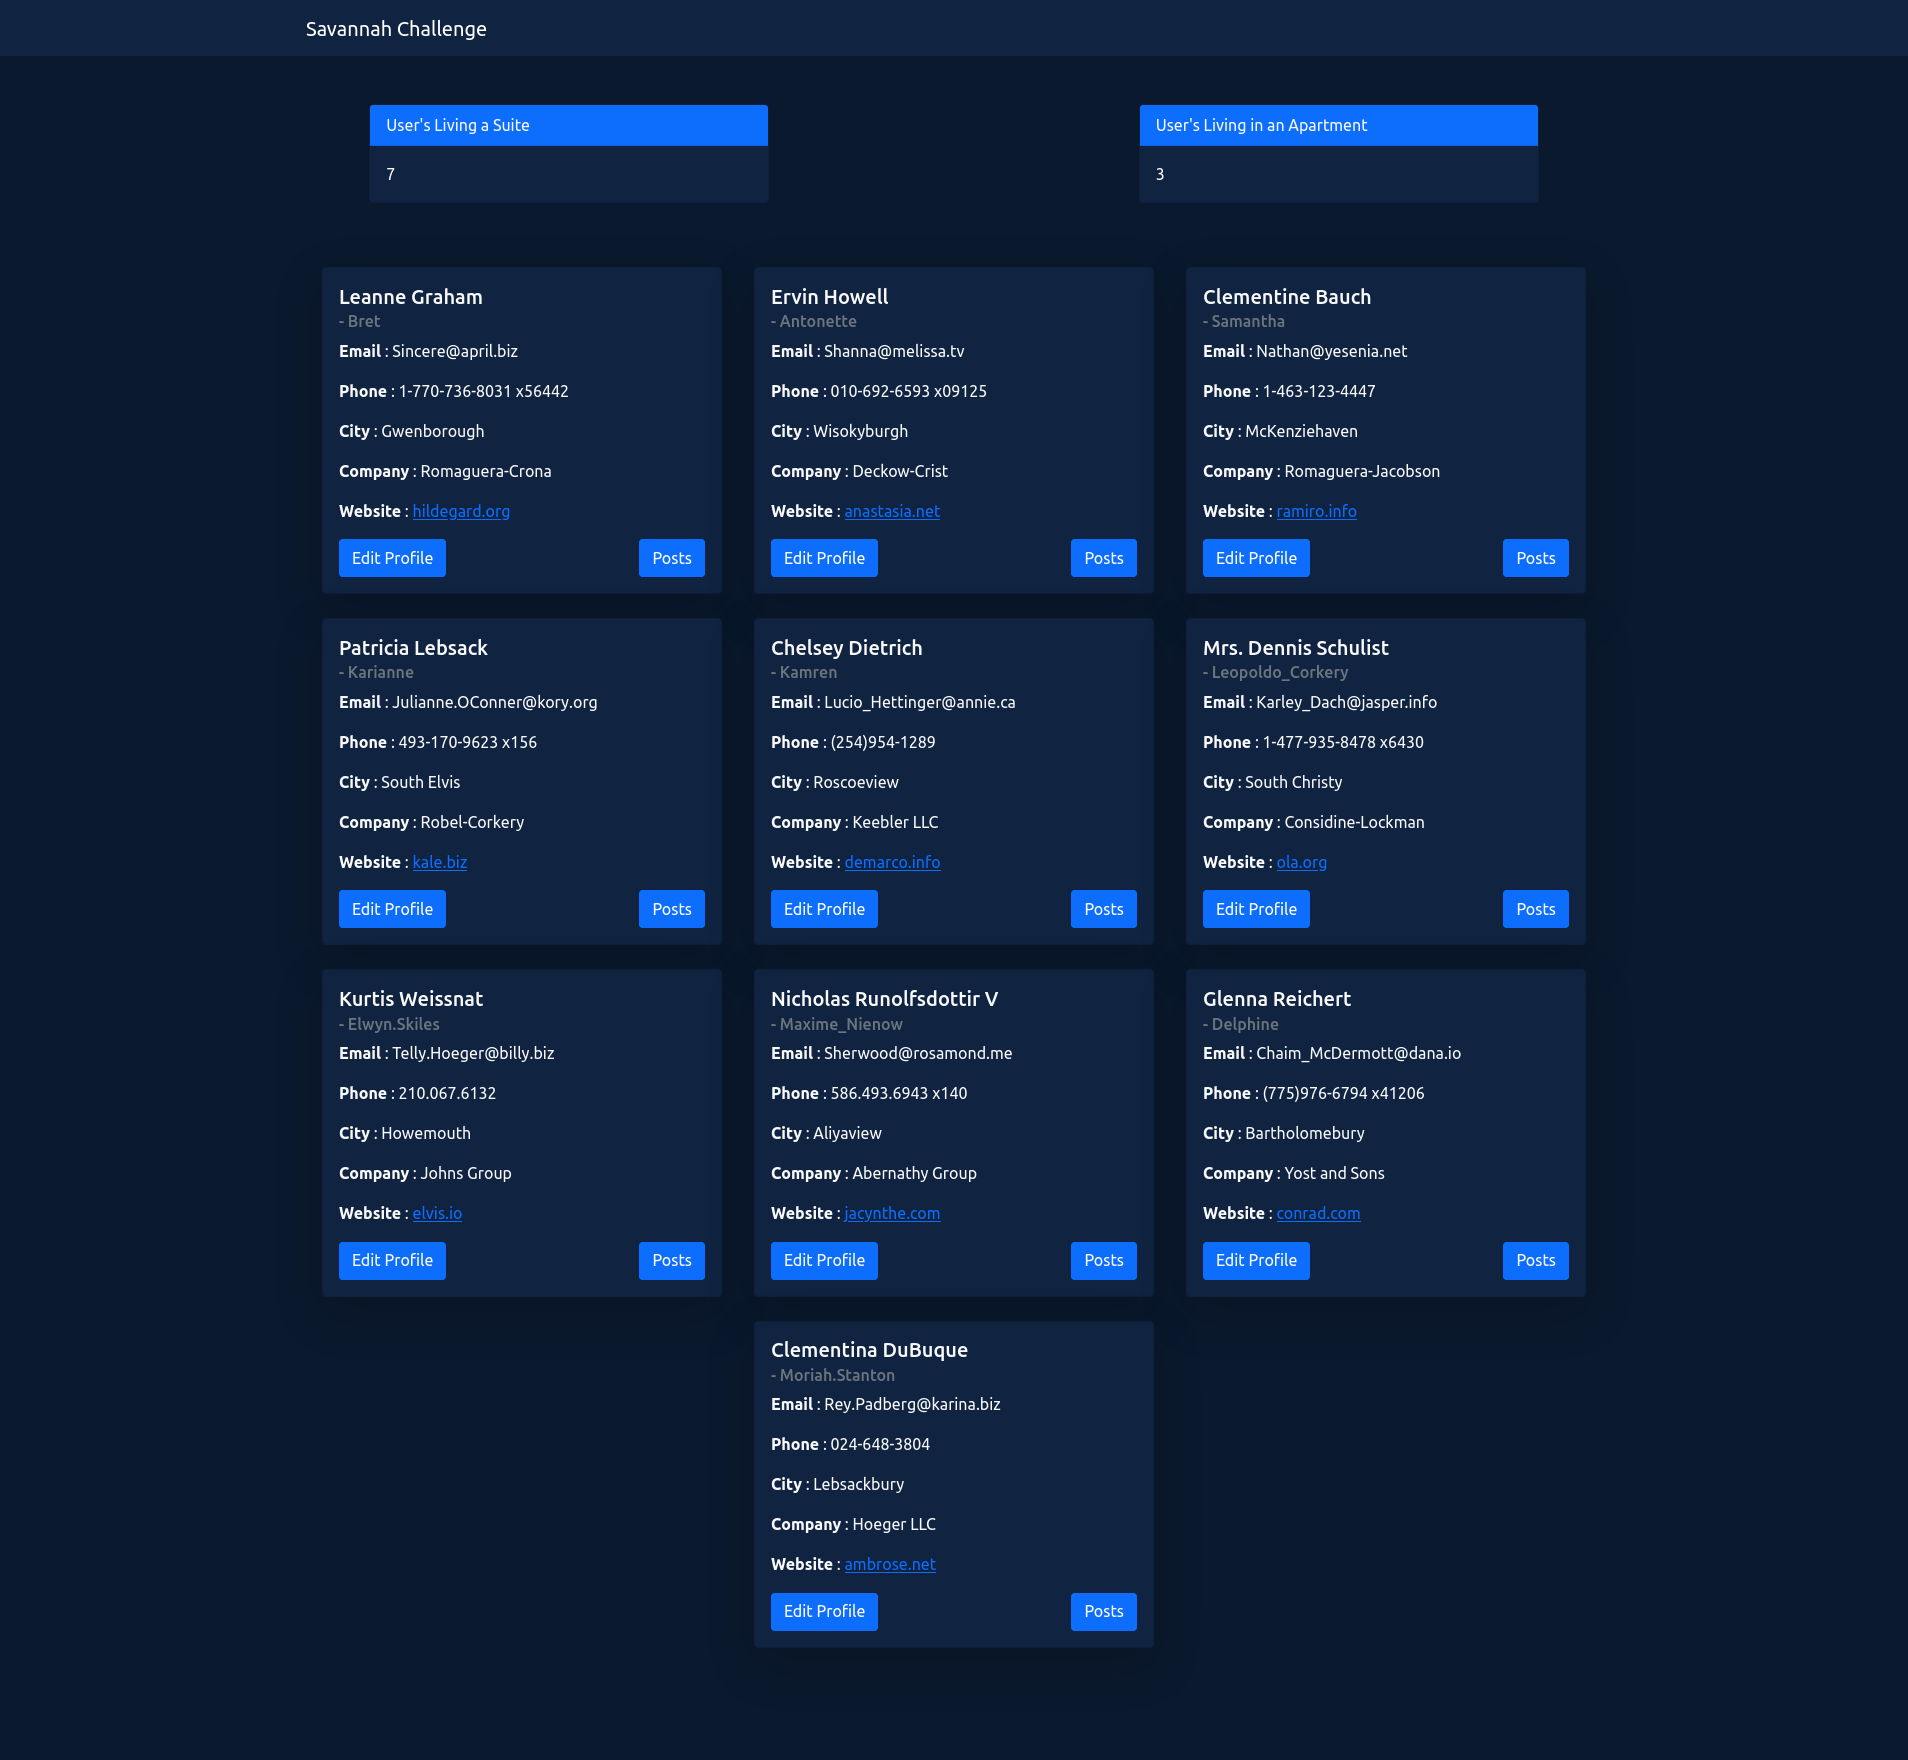 Savannah Challenge
User's Living a Suite
7
User's Living in an Apartment
3
Leanne Graham
- Bret
Email : Sincere@april.biz
Phone : 1-770-736-8031 x56442
City : Gwenborough
Company : Romaguera-Crona
Website : hildegard.org
Edit Profile Posts
Ervin Howell
- Antonette
Email : Shanna@melissa.tv
Phone : 010-692-6593 x09125
City : Wisokyburgh
Company : Deckow-Crist
Website : anastasia.net
Edit Profile Posts
Clementine Bauch
- Samantha
Email : Nathan@yesenia.net
Phone : 1-463-123-4447
City : McKenziehaven
Company : Romaguera-Jacobson
Website : ramiro.info
Edit Profile Posts
Patricia Lebsack
- Karianne
Email : Julianne.OConner@kory.org
Phone : 493-170-9623 x156
City : South Elvis
Company : Robel-Corkery
Website : kale.biz
Edit Profile Posts
Chelsey Dietrich
- Kamren
Email : Lucio_Hettinger@annie.ca
Phone : (254)954-1289
City : Roscoeview
Company : Keebler LLC
Website : demarco.info
Edit Profile Posts
Mrs. Dennis Schulist
- Leopoldo_Corkery
Email : Karley_Dach@jasper.info
Phone : 1-477-935-8478 x6430
City : South Christy
Company : Considine-Lockman
Website : ola.org
Edit Profile Posts
Kurtis Weissnat
- Elwyn.Skiles
Email : Telly.Hoeger@billy.biz
Phone : 210.067.6132
City : Howemouth
Company : Johns Group
Website : elvis.io
Edit Profile Posts
Nicholas Runolfsdottir V
- Maxime_Nienow
Email : Sherwood@rosamond.me
Phone : 586.493.6943 x140
City : Aliyaview
Company : Abernathy Group
Website : jacynthe.com
Edit Profile Posts
Glenna Reichert
- Delphine
Email : Chaim_McDermott@dana.io
Phone : (775)976-6794 x41206
City : Bartholomebury
Company : Yost and Sons
Website : conrad.com
Edit Profile Posts
Clementina DuBuque
- Moriah.Stanton
Email : Rey.Padberg@karina.biz
Phone : 024-648-3804
City : Lebsackbury
Company : Hoeger LLC
Website : ambrose.net
Edit Profile Posts